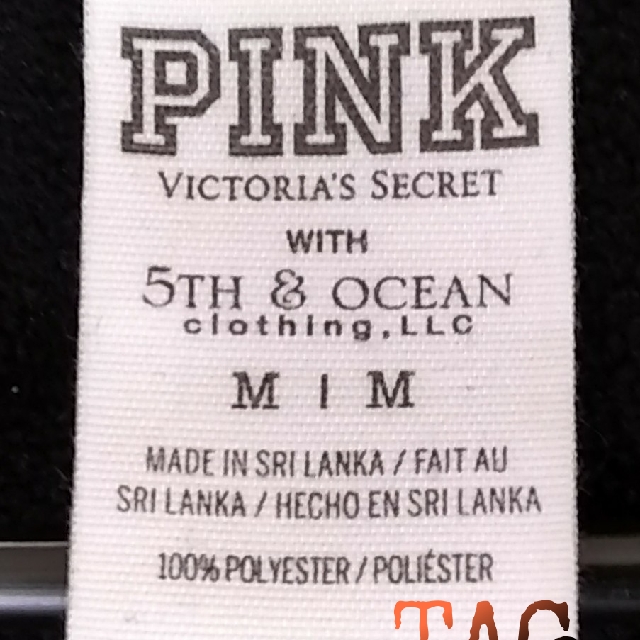 PINK
VICTORIA'S SECRET
WITH
5TH & OCEAN
clothing, LLC
M | M
MADE IN SRI LANKA / FAIT AU
SRI LANKA / HECHO EN SRI LANKA
100% POLYESTER / POLIÉSTER
TAG